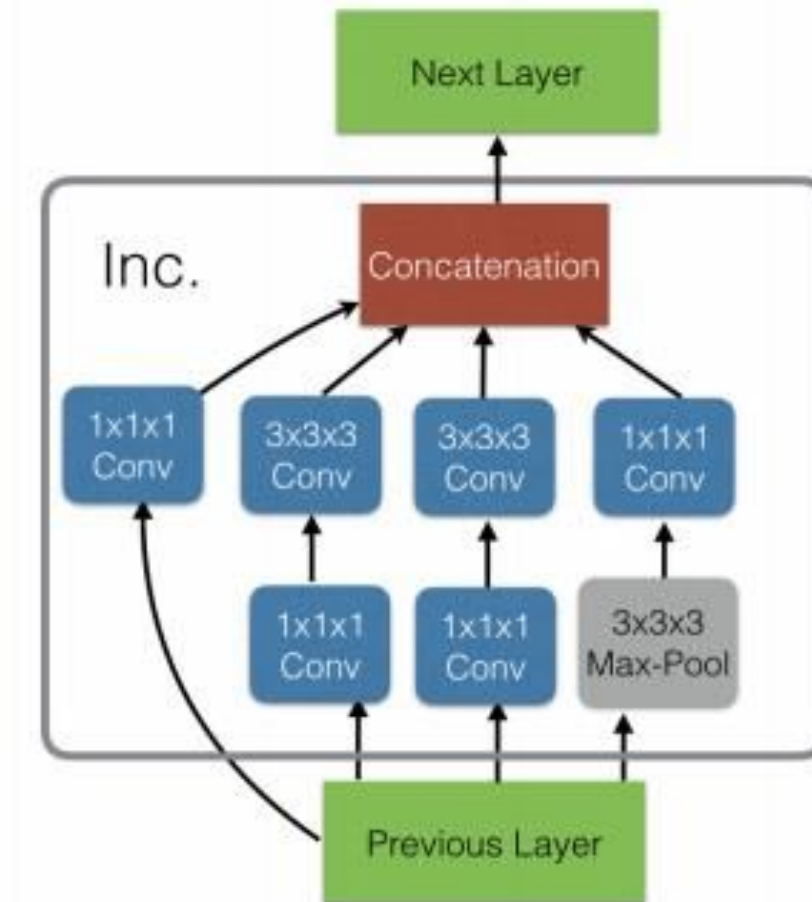 Next Layer
Inc.
Concatenation
1x1x1
Conv
3x3x3
Conv
3x3x3
Conv
1x1x1
Conv
1x1x1
Conv
1x1x1
Conv
3x3x3
Max-Pool
Previous Layer